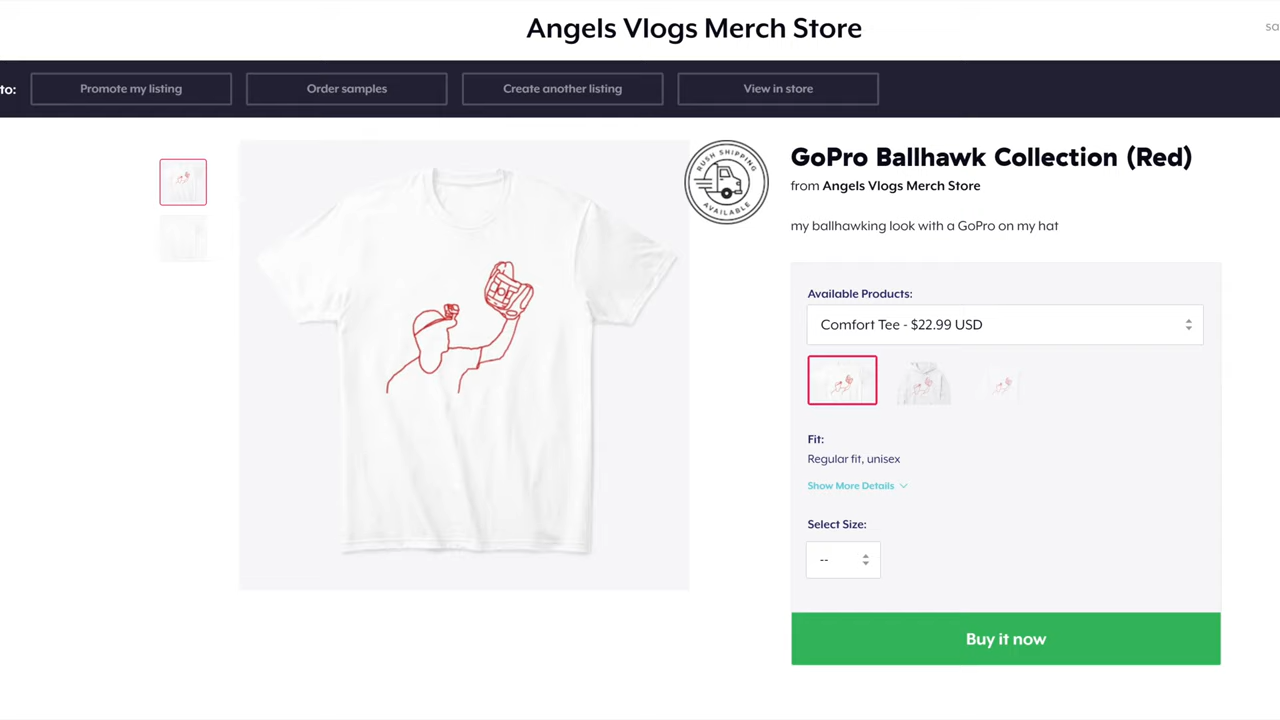 Angels Vlogs Merch Store
sa
to:
Promote my listing
Order samples
Create another listing
View in store
RUSH SHIPPING
AVAILABLE
GoPro Ballhawk Collection (Red)
from Angels Vlogs Merch Store
my ballhawking look with a GoPro on my hat
Available Products:
Comfort Tee - $22.99 USD
Fit:
Regular fit, unisex
Show More Details
Select Size:
--
Buy it now